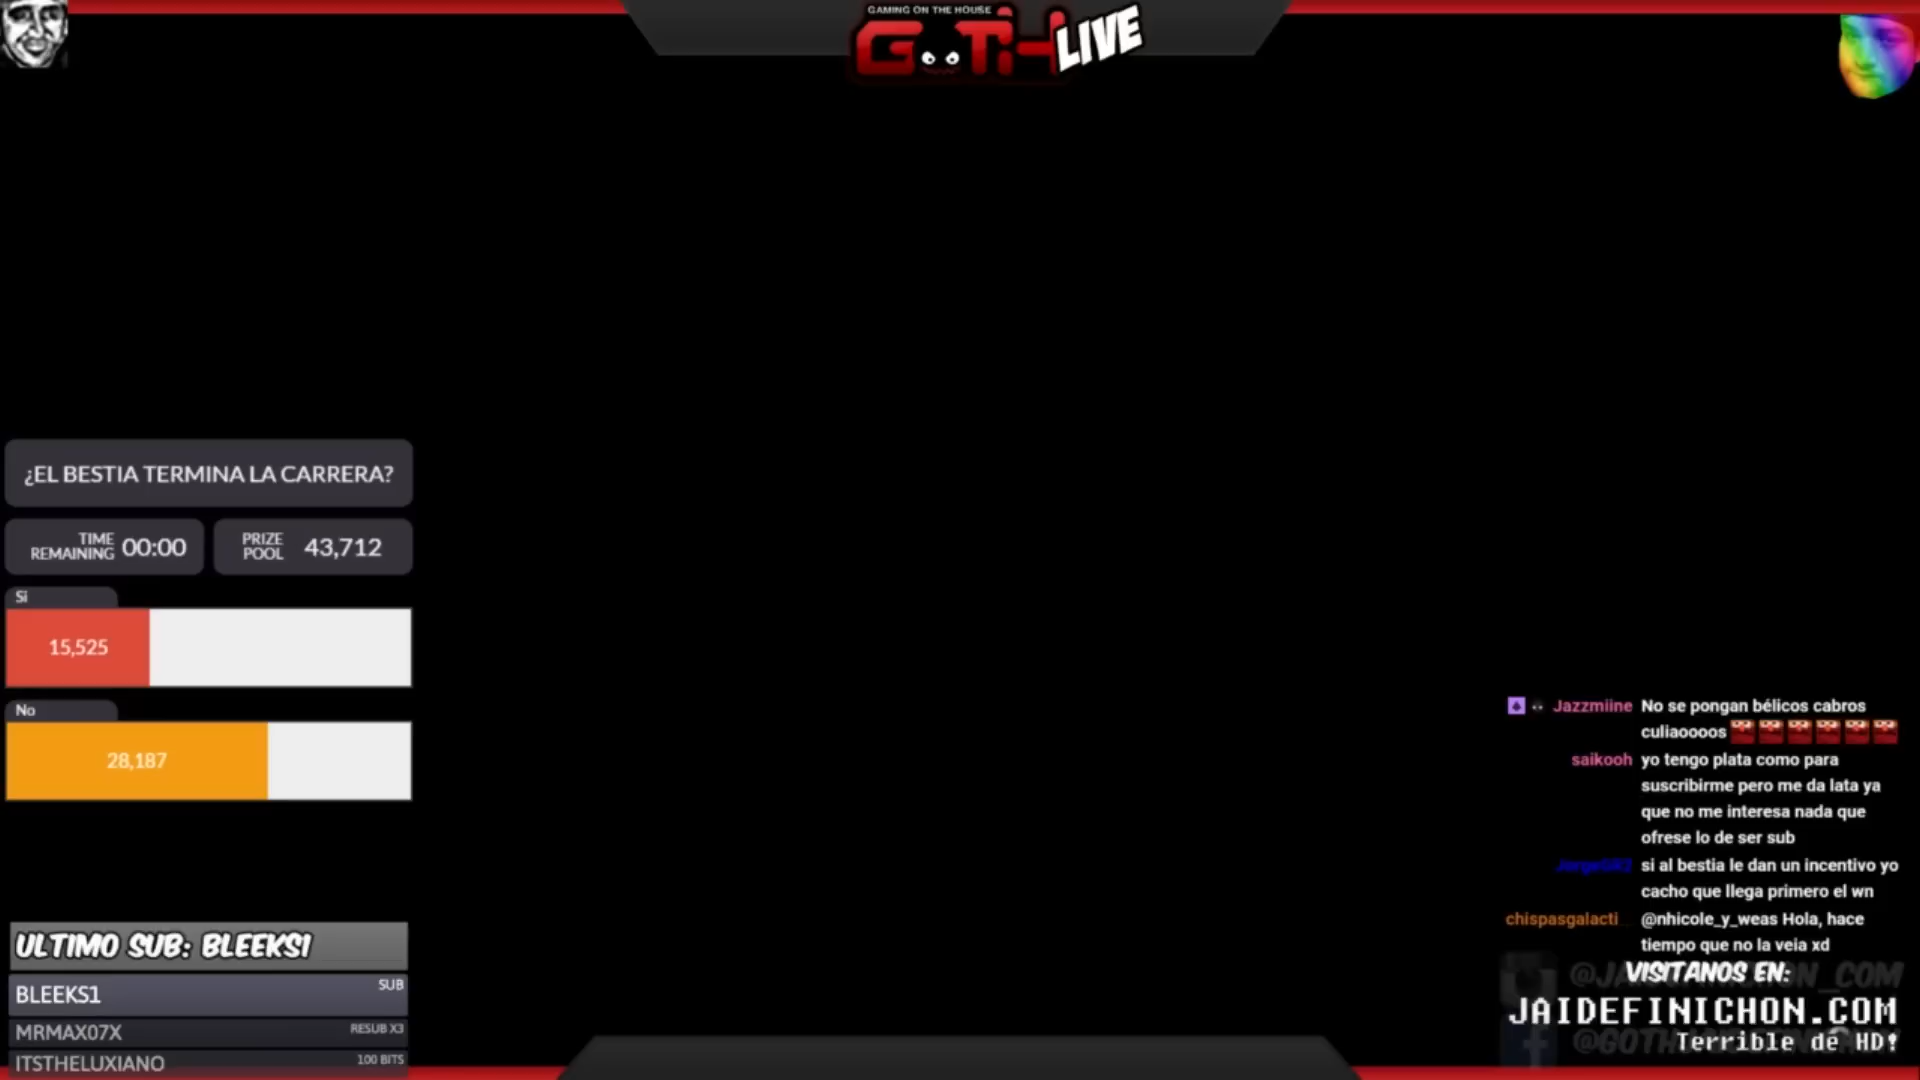 GAMING ON THE HOUSE
GOTH LIVE
¿EL BESTIA TERMINA LA CARRERA?
TIME REMAINING 00:00
PRIZE POOL 43,712
Si
15,525
No
28,187
ULTIMO SUB: BLEEKS1
BLEEKS1 SUB
MRMAX07X RESUB X3
ITSTHELUXIANO 100 BITS
Jazzmiine No se pongan bélicos cabros
culiaoooos
saikooh yo tengo plata como para
suscribirme pero me da lata ya
que no me interesa nada que
ofrese lo de ser sub
si al bestia le dan un incentivo yo
cacho que llega primero el wn
chispasgalacti @nhicole_y_weas Hola, hace
tiempo que no la veia xd
VISITANOS EN:
JAIDEFINICHON.COM
Terrible de HD!